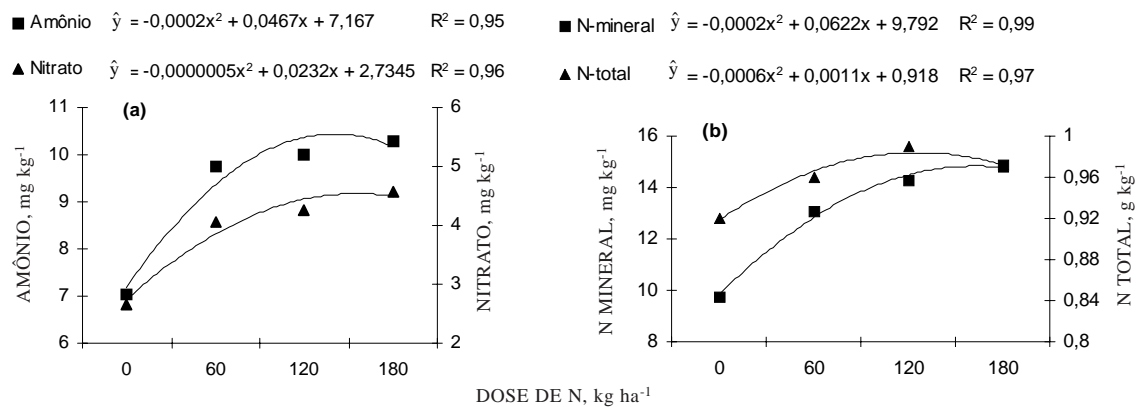 Amônio ŷ = -0,0002x² + 0,0467x + 7,167 R² = 0,95
Nitrato ŷ = -0,0000005x² + 0,0232x + 2,7345 R² = 0,96
N-mineral ŷ = -0,0002x² + 0,0622x + 9,792 R² = 0,99
N-total ŷ = -0,0006x² + 0,0011x + 0,918 R² = 0,97
(a)
AMÔNIO, mg kg⁻¹
11
10
9
8
7
6
NITRATO, mg kg⁻¹
6
5
4
3
2
0 60 120 180
(b)
N MINERAL, mg kg⁻¹
16
14
12
10
8
N TOTAL, g kg⁻¹
1
0,96
0,92
0,88
0,84
0,8
0 60 120 180
DOSE DE N, kg ha⁻¹